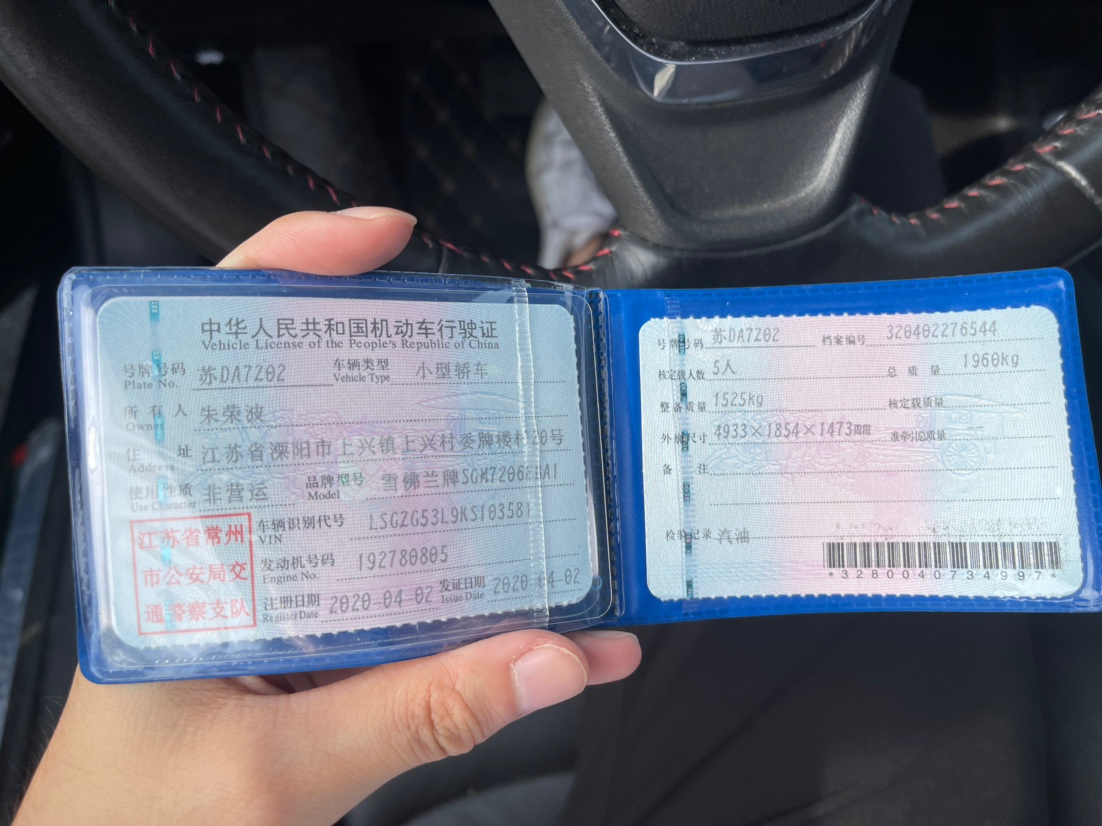 中华人民共和国机动车行驶证
Vehicle License of the People's Republic of China
号牌号码 苏DA7Z02 车辆类型 小型轿车
Plate No. Vehicle Type
所有人 朱荣波
Owner
住址 江苏省溧阳市上兴镇上兴村委牌楼村20号
Address
使用性质 非营运 品牌型号 雪佛兰牌
Use Character Model
江苏省常州
市公安局交
通警察支队
车辆识别代号 LSGZG53L9KS103581
VIN
发动机号码 192780805
Engine No.
注册日期 2020-04-02 发证日期 2020-04-02
Register Date Issue Date
号牌号码 苏DA7Z02 档案编号 320402276544
核定载人数 5人 总质量 1960kg
整备质量 1525kg 核定载质量
外廓尺寸 4933×1854×1473mm 准牵引总质量
备注
检验记录 汽油
*3280040734997*